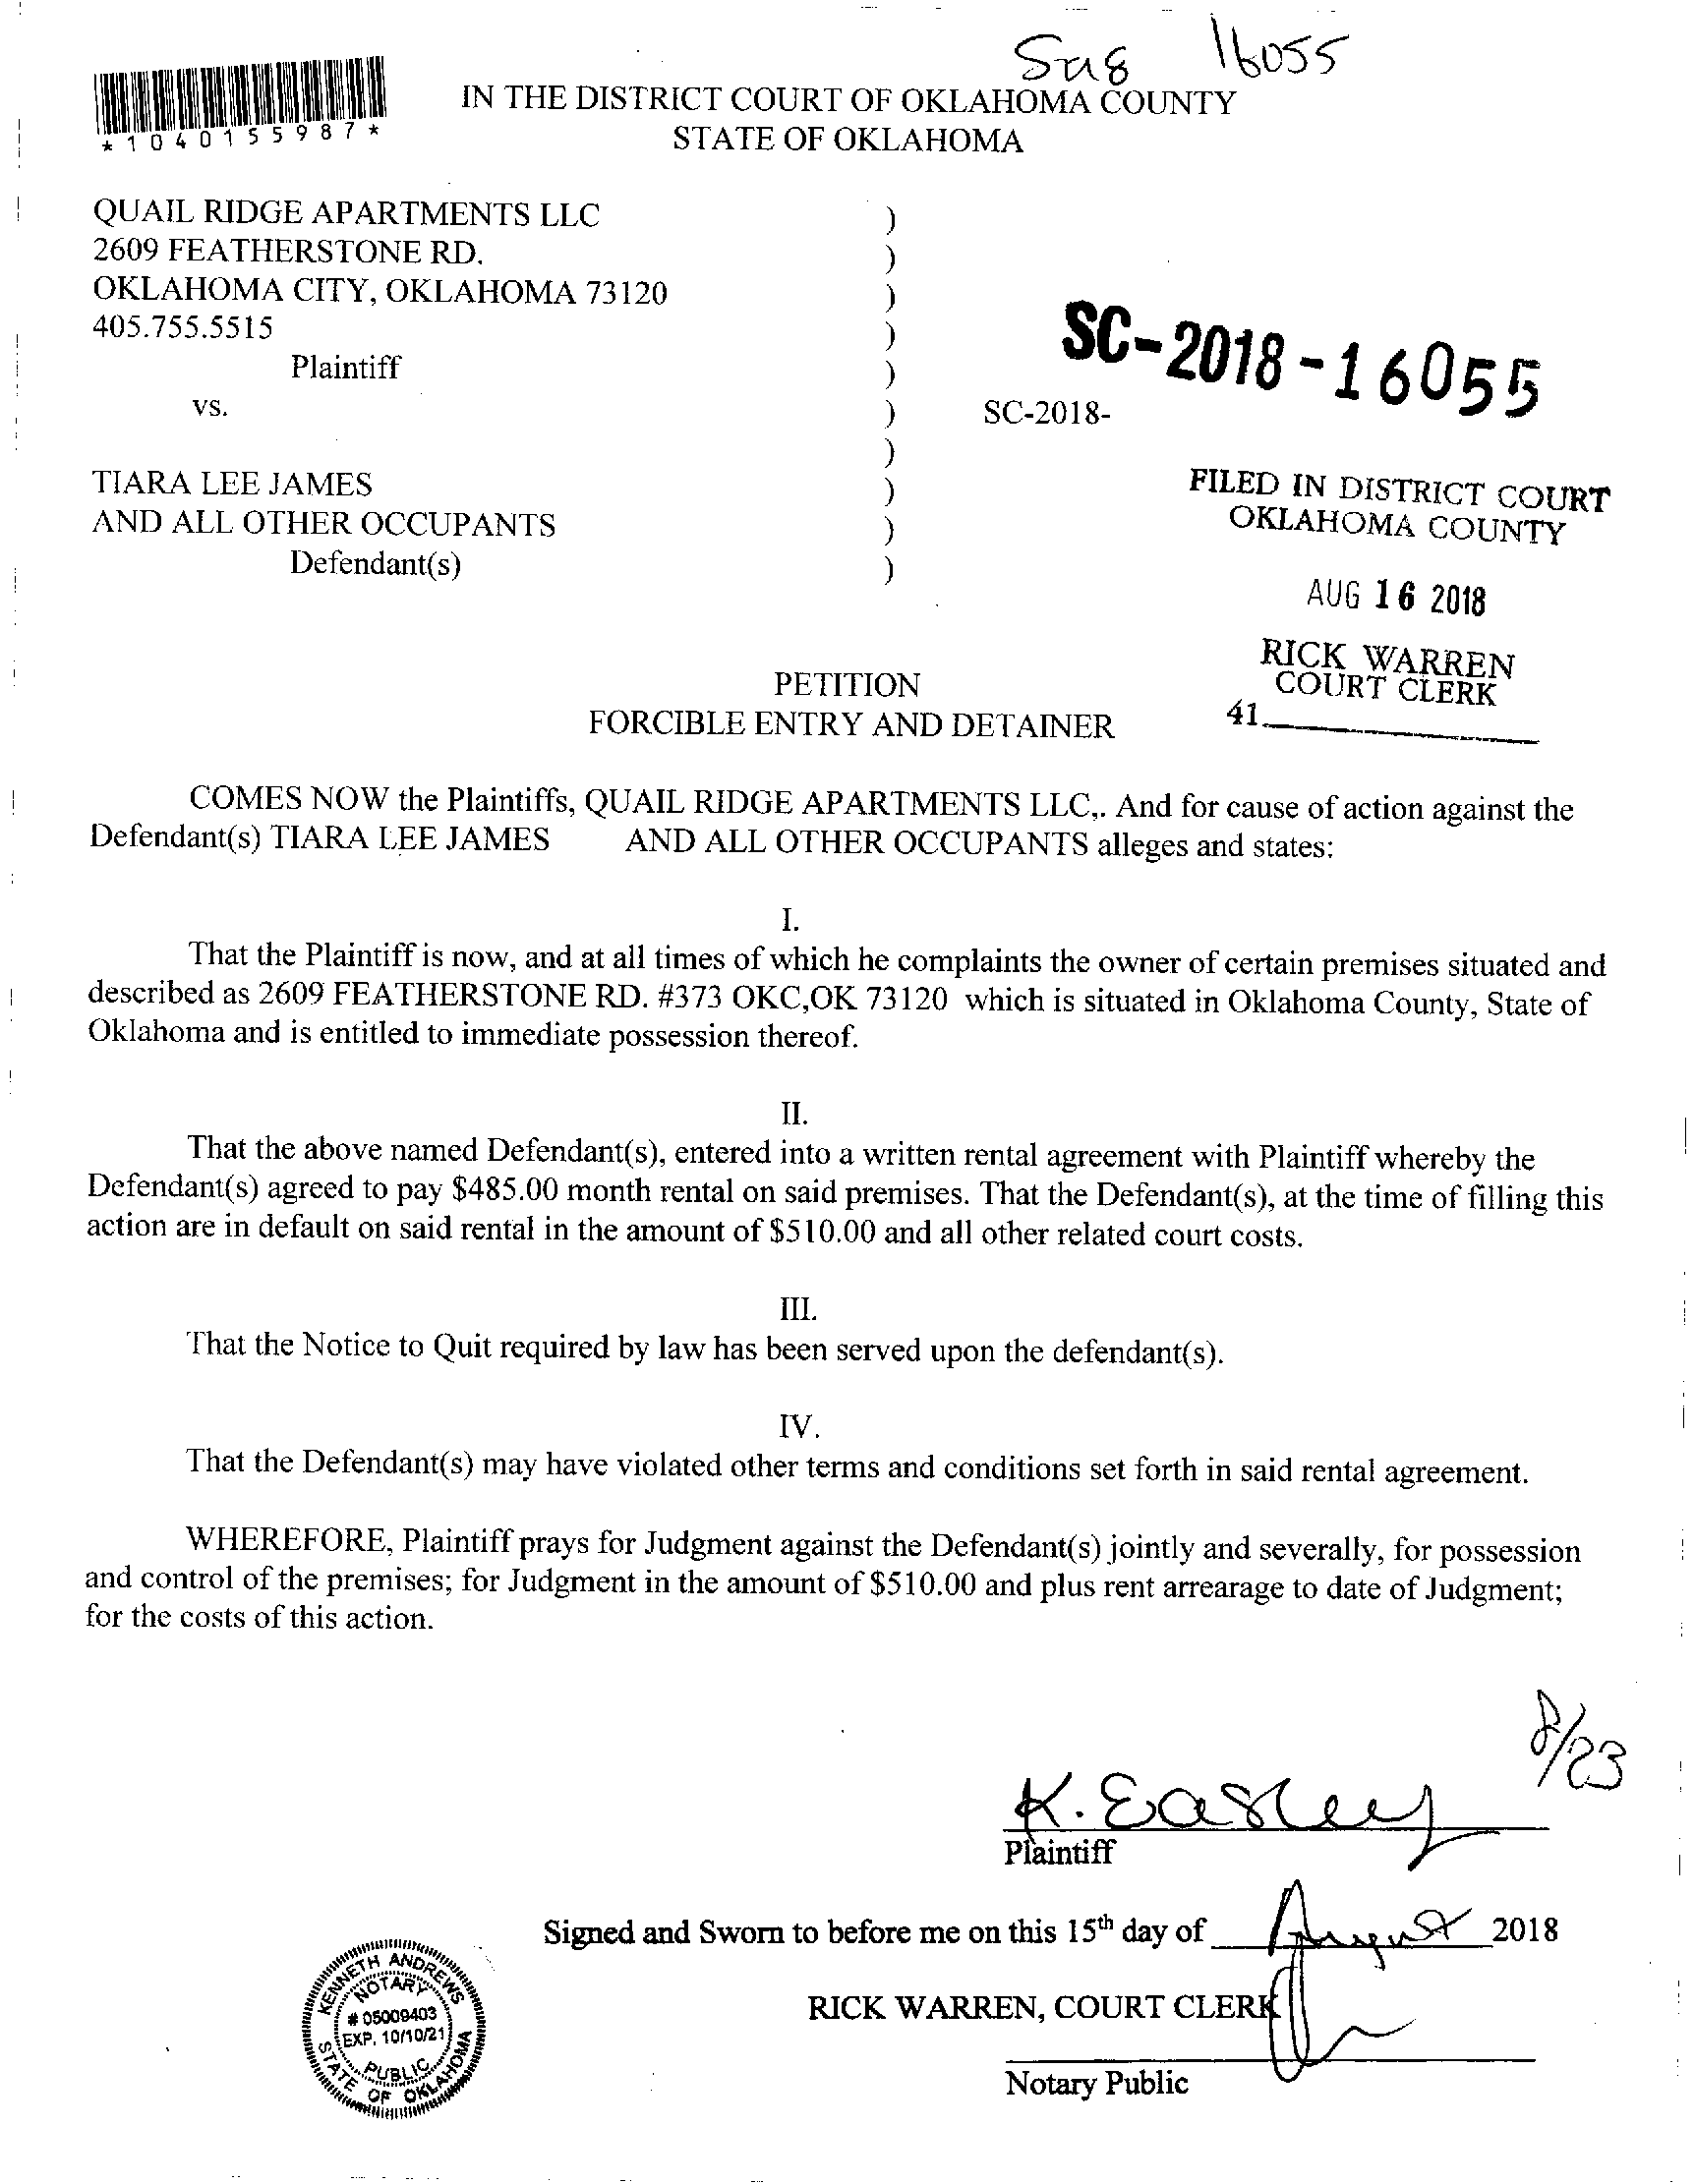 Sms 16055
*1040155987*
IN THE DISTRICT COURT OF OKLAHOMA COUNTY
STATE OF OKLAHOMA
QUAIL RIDGE APARTMENTS LLC )
2609 FEATHERSTONE RD. )
OKLAHOMA CITY, OKLAHOMA 73120 )
405.755.5515 )
Plaintiff )
SC-2018-16055
vs. ) SC-2018-
)
TIARA LEE JAMES )
AND ALL OTHER OCCUPANTS )
Defendant(s) )
FILED IN DISTRICT COURT
OKLAHOMA COUNTY
AUG 16 2018
RICK WARREN
COURT CLERK
41
PETITION
FORCIBLE ENTRY AND DETAINER
COMES NOW the Plaintiffs, QUAIL RIDGE APARTMENTS LLC,. And for cause of action against the
Defendant(s) TIARA LEE JAMES AND ALL OTHER OCCUPANTS alleges and states:
I.
That the Plaintiff is now, and at all times of which he complaints the owner of certain premises situated and
described as 2609 FEATHERSTONE RD. #373 OKC,OK 73120 which is situated in Oklahoma County, State of
Oklahoma and is entitled to immediate possession thereof.
II.
That the above named Defendant(s), entered into a written rental agreement with Plaintiff whereby the
Defendant(s) agreed to pay $485.00 month rental on said premises. That the Defendant(s), at the time of filling this
action are in default on said rental in the amount of $510.00 and all other related court costs.
III.
That the Notice to Quit required by law has been served upon the defendant(s).
IV.
That the Defendant(s) may have violated other terms and conditions set forth in said rental agreement.
WHEREFORE, Plaintiff prays for Judgment against the Defendant(s) jointly and severally, for possession
and control of the premises; for Judgment in the amount of $510.00 and plus rent arrearage to date of Judgment;
for the costs of this action.
8/23
K. Easley
Plaintiff
Signed and Sworn to before me on this 15th day of August 2018
RICK WARREN, COURT CLERK
Notary Public
KENNETH ANDREWS
NOTARY
# 05009403
EXP. 10/10/21
PUBLIC
STATE OF OKLAHOMA